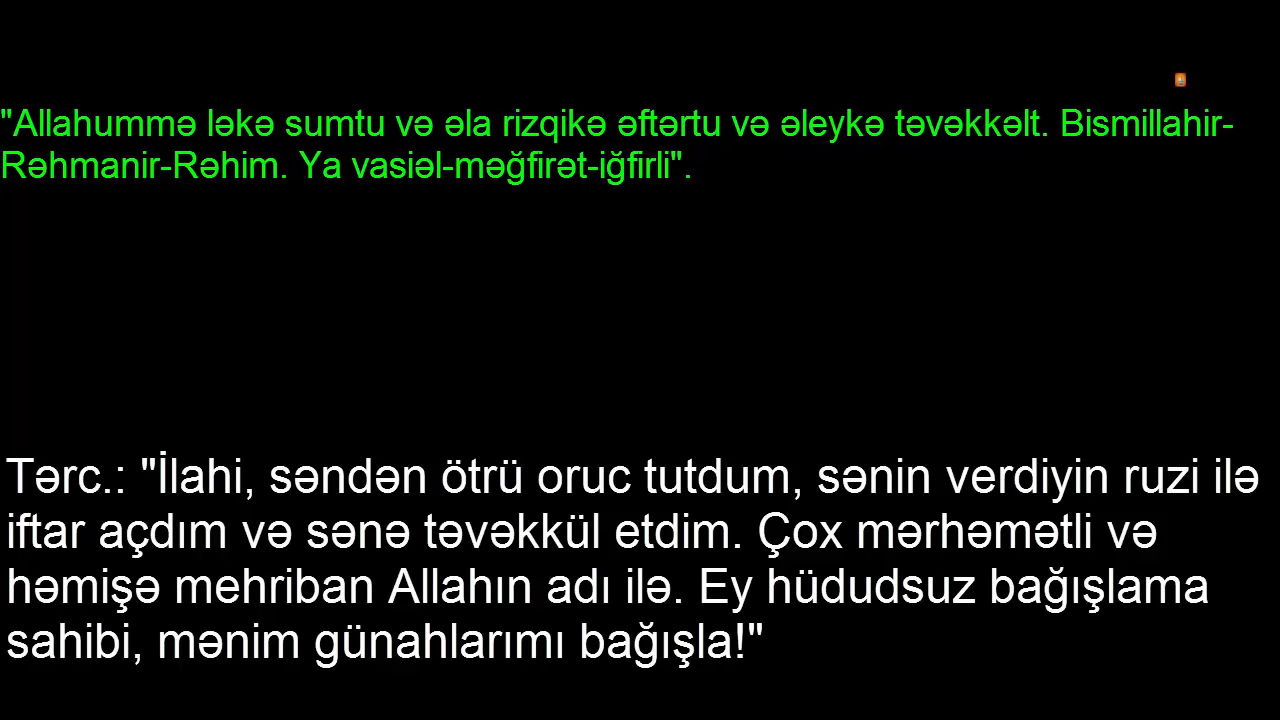 "Allahummə ləkə sumtu və əla rizqikə əftərtu və əleykə təvəkkəlt. Bismillahir-
Rəhmanir-Rəhim. Ya vasiəl-məğfirət-iğfirli".
Tərc.: "İlahi, səndən ötrü oruc tutdum, sənin verdiyin ruzi ilə
iftar açdım və sənə təvəkkül etdim. Çox mərhəmətli və
həmişə mehriban Allahın adı ilə. Ey hüdudsuz bağışlama
sahibi, mənim günahlarımı bağışla!"